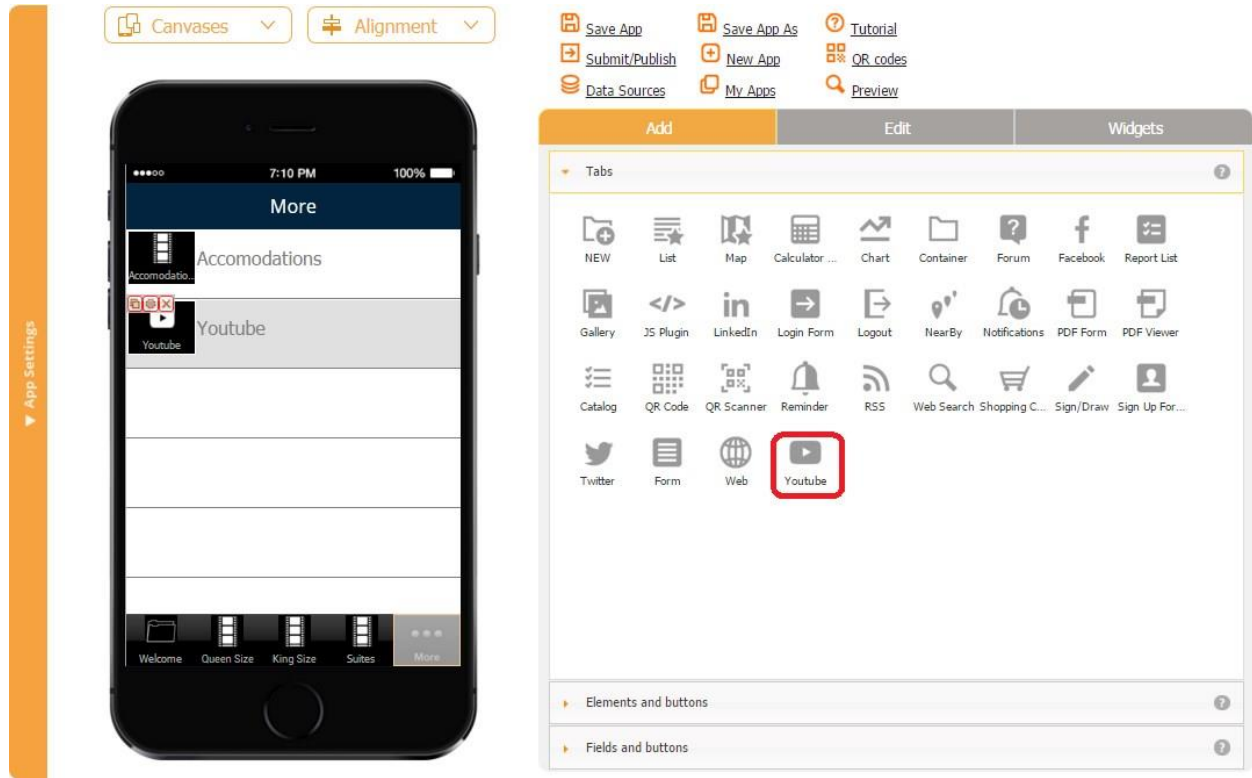 Canvases
Alignment
Save App
Save App As
Tutorial
Submit/Publish
New App
QR codes
Data Sources
My Apps
Preview
App Settings
Add
Edit
Widgets
Tabs
?
NEW
List
Map
Calculator ...
Chart
Container
Forum
Facebook
Report List
Gallery
JS Plugin
LinkedIn
Login Form
Logout
NearBy
Notifications
PDF Form
PDF Viewer
Catalog
QR Code
QR Scanner
Reminder
RSS
Web Search
Shopping C...
Sign/Draw
Sign Up For...
Twitter
Form
Web
Youtube
Elements and buttons
?
Fields and buttons
?
7:10 PM
100%
More
Accomodatio...
Accomodations
Youtube
Youtube
Welcome
Queen Size
King Size
Suites
More